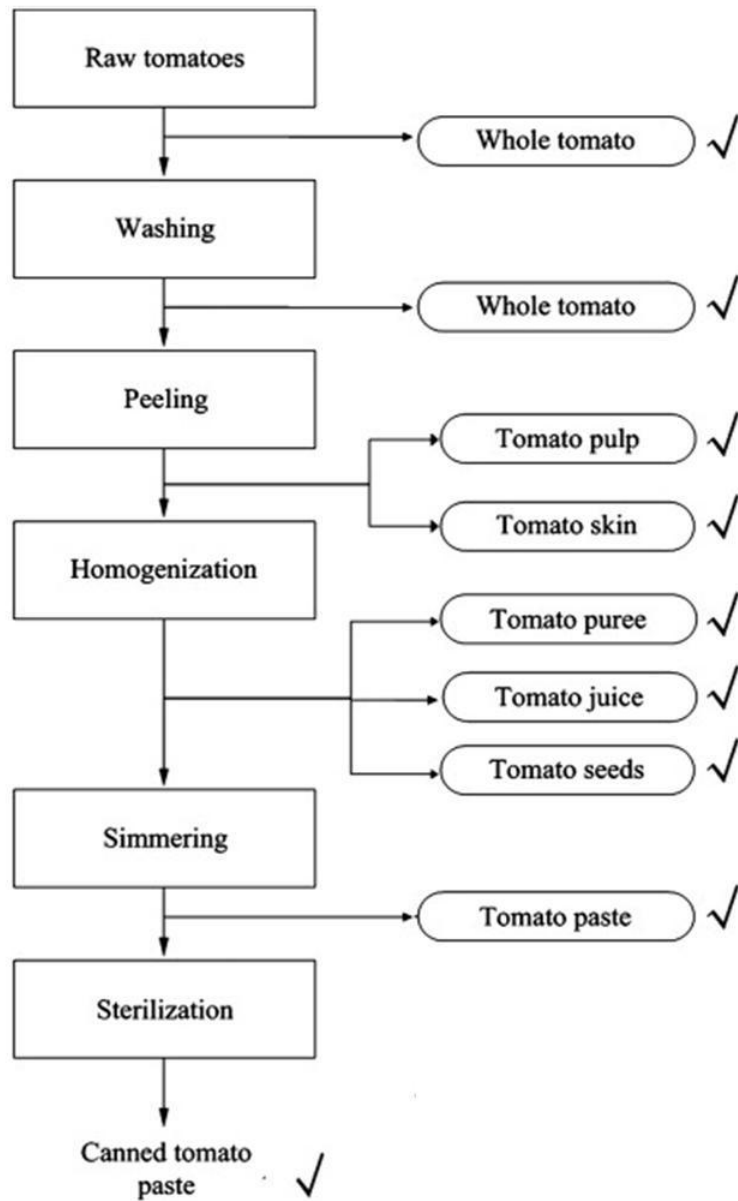 Raw tomatoes
Whole tomato
Washing
Whole tomato
Peeling
Tomato pulp
Tomato skin
Homogenization
Tomato puree
Tomato juice
Tomato seeds
Simmering
Tomato paste
Sterilization
Canned tomato
paste